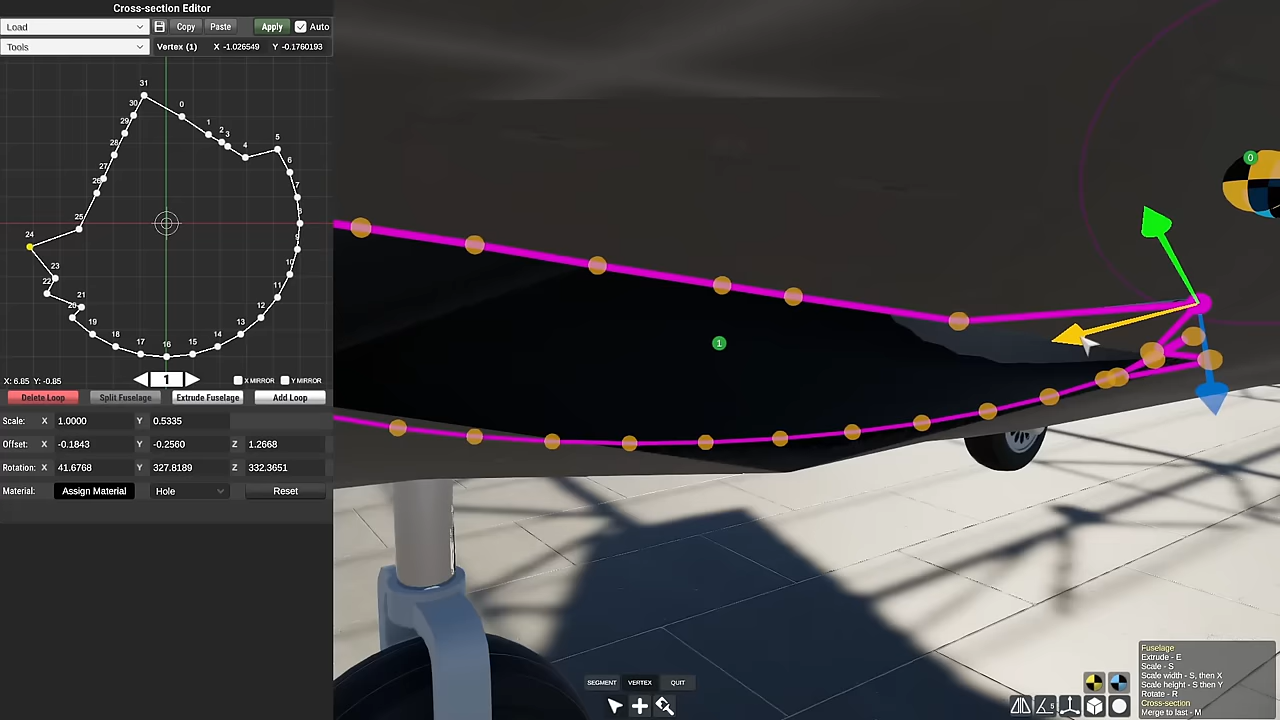 Cross-section Editor
Load Copy Paste Apply Auto
Tools Vertex (1) X -1.026549 Y -0.1760193
31
30
0
29
1
2
3
28
4
5
27
6
26
7
25
8
24
9
23
10
22
21
11
20
12
19
13
18
14
17
16
15
X: 6.85 Y: -0.85
1
X MIRROR Y MIRROR
Delete Loop Split Fuselage Extrude Fuselage Add Loop
Scale: X 1.0000 Y 0.5335
Offset: X -0.1843 Y -0.2560 Z 1.2668
Rotation: X 41.6768 Y 327.8189 Z 332.3651
Material: Assign Material Hole Reset
0
1
SEGMENT VERTEX QUIT
Fuselage
Extrude - E
Scale - S
Scale width - S, then X
Scale height - S then Y
Rotate - R
Cross-section
Merge to last - M